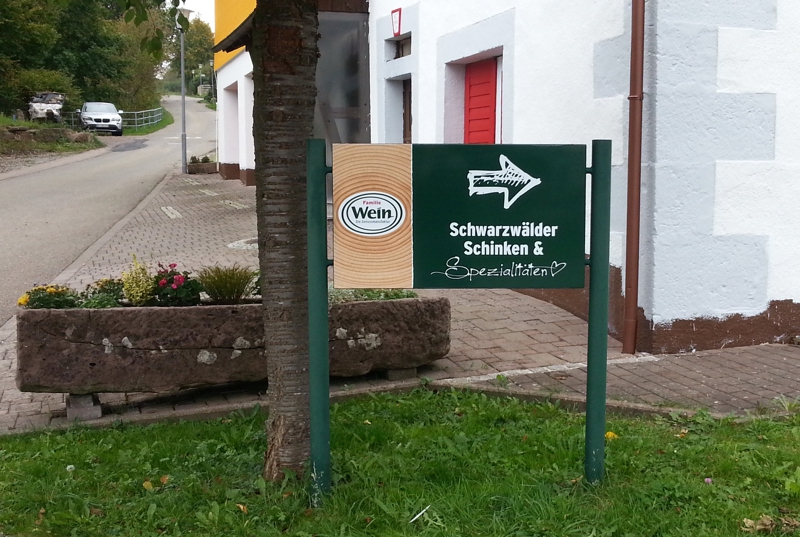 Familie
Wein.
Schwarzwälder
Schinken &
Spezialitäten